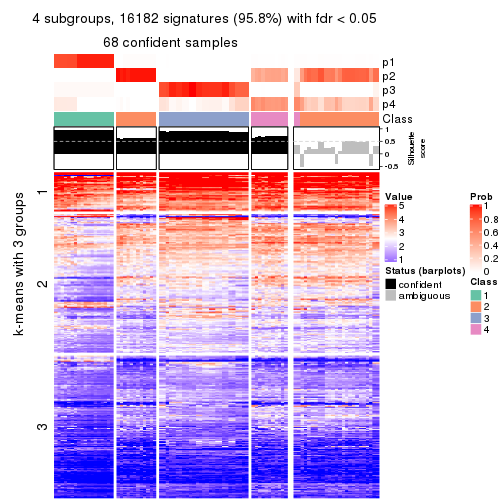 4 subgroups, 16182 signatures (95.8%) with fdr < 0.05
68 confident samples
p1
p2
p3
p4
Class
1
0.5
0
-0.5
Silhouette
score
k-means with 3 groups
1
2
3
Value
5
4
3
2
1
Status (barplots)
confident
ambiguous
Prob
1
0.8
0.6
0.4
0.2
0
Class
1
2
3
4